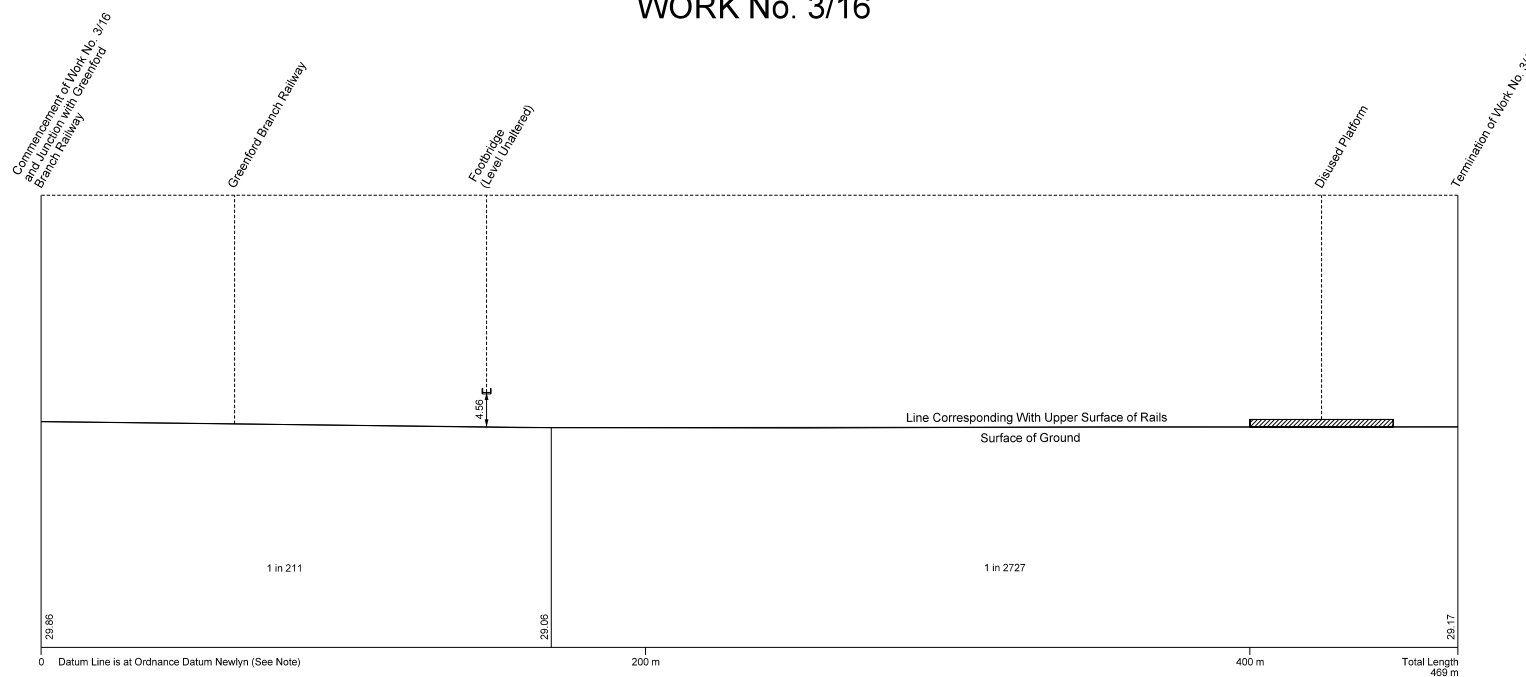 WORK No. 3/16
Commencement of Work No. 3/16
and Junction with Greenford
Branch Railway
Greenford Branch Railway
Footbridge
(Level Unaltered)
Disused Platform
Termination of Work No.
4.56
Line Corresponding With Upper Surface of Rails
Surface of Ground
1 in 211
1 in 2727
29.86
29.06
29.17
0
Datum Line is at Ordnance Datum Newlyn (See Note)
200 m
400 m
Total Length
469 m